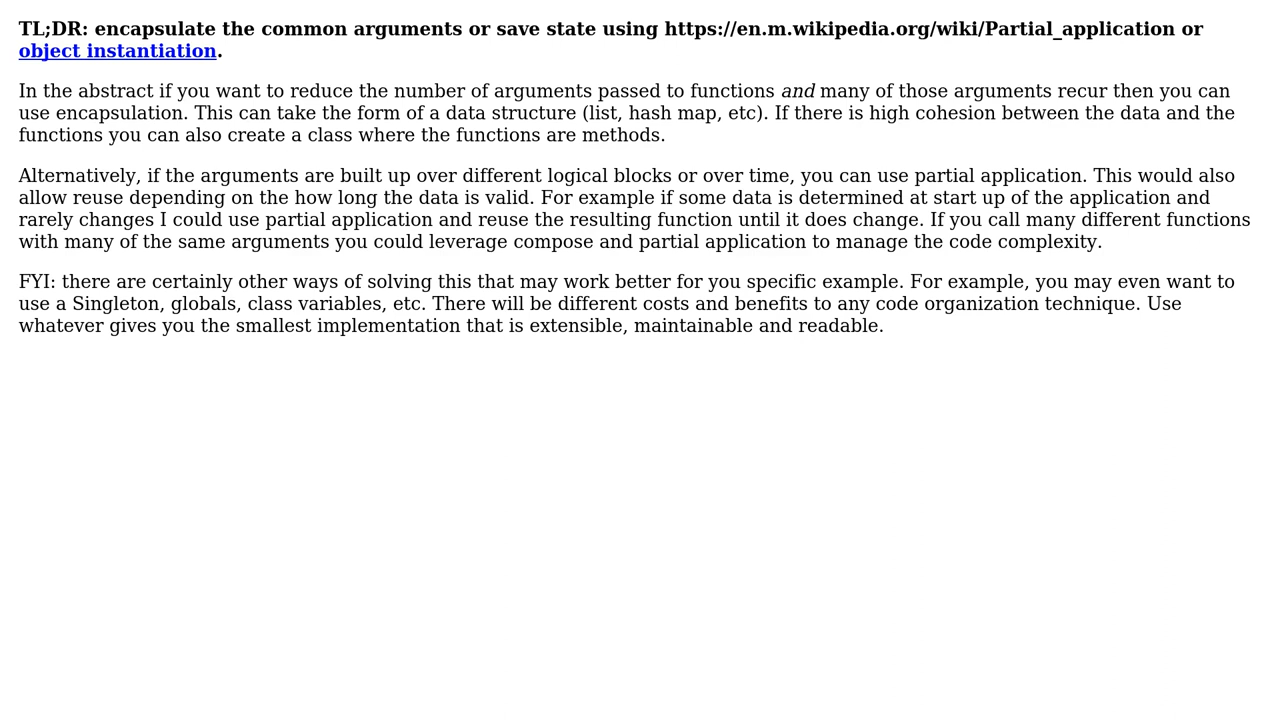 TL;DR: encapsulate the common arguments or save state using https://en.m.wikipedia.org/wiki/Partial_application or
object instantiation.
In the abstract if you want to reduce the number of arguments passed to functions and many of those arguments recur then you can
use encapsulation. This can take the form of a data structure (list, hash map, etc). If there is high cohesion between the data and the
functions you can also create a class where the functions are methods.
Alternatively, if the arguments are built up over different logical blocks or over time, you can use partial application. This would also
allow reuse depending on the how long the data is valid. For example if some data is determined at start up of the application and
rarely changes I could use partial application and reuse the resulting function until it does change. If you call many different functions
with many of the same arguments you could leverage compose and partial application to manage the code complexity.
FYI: there are certainly other ways of solving this that may work better for you specific example. For example, you may even want to
use a Singleton, globals, class variables, etc. There will be different costs and benefits to any code organization technique. Use
whatever gives you the smallest implementation that is extensible, maintainable and readable.